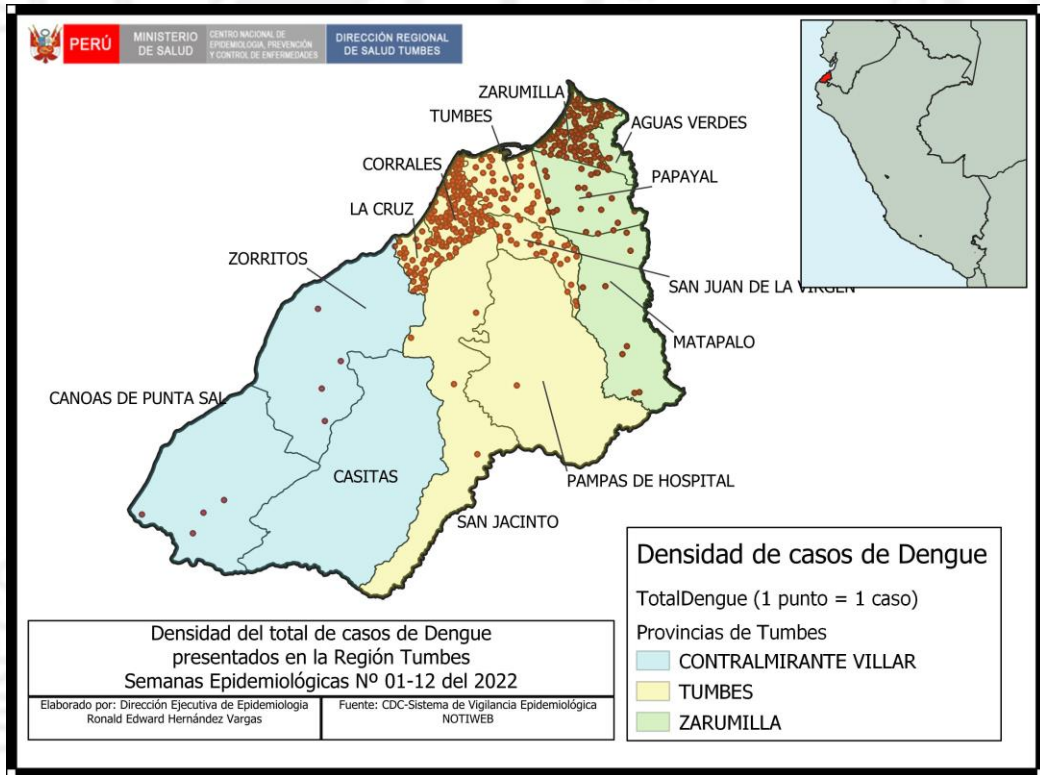 PERÚ
MINISTERIO
DE SALUD
CENTRO NACIONAL DE
EPIDEMIOLOGIA, PREVENCIÓN
Y CONTROL DE ENFERMEDADES
DIRECCIÓN REGIONAL
DE SALUD TUMBES
ZARUMILLA
TUMBES
AGUAS VERDES
CORRALES
PAPAYAL
LA CRUZ
ZORRITOS
SAN JUAN DE LA VIRGEN
MATAPALO
CANOAS DE PUNTA SAL
CASITAS
PAMPAS DE HOSPITAL
SAN JACINTO
Densidad de casos de Dengue
TotalDengue (1 punto = 1 caso)
Provincias de Tumbes
CONTRALMIRANTE VILLAR
TUMBES
ZARUMILLA
Densidad del total de casos de Dengue
presentados en la Región Tumbes
Semanas Epidemiológicas Nº 01-12 del 2022
Elaborado por: Dirección Ejecutiva de Epidemiologia
Ronald Edward Hernández Vargas
Fuente: CDC-Sistema de Vigilancia Epidemiológica
NOTIWEB